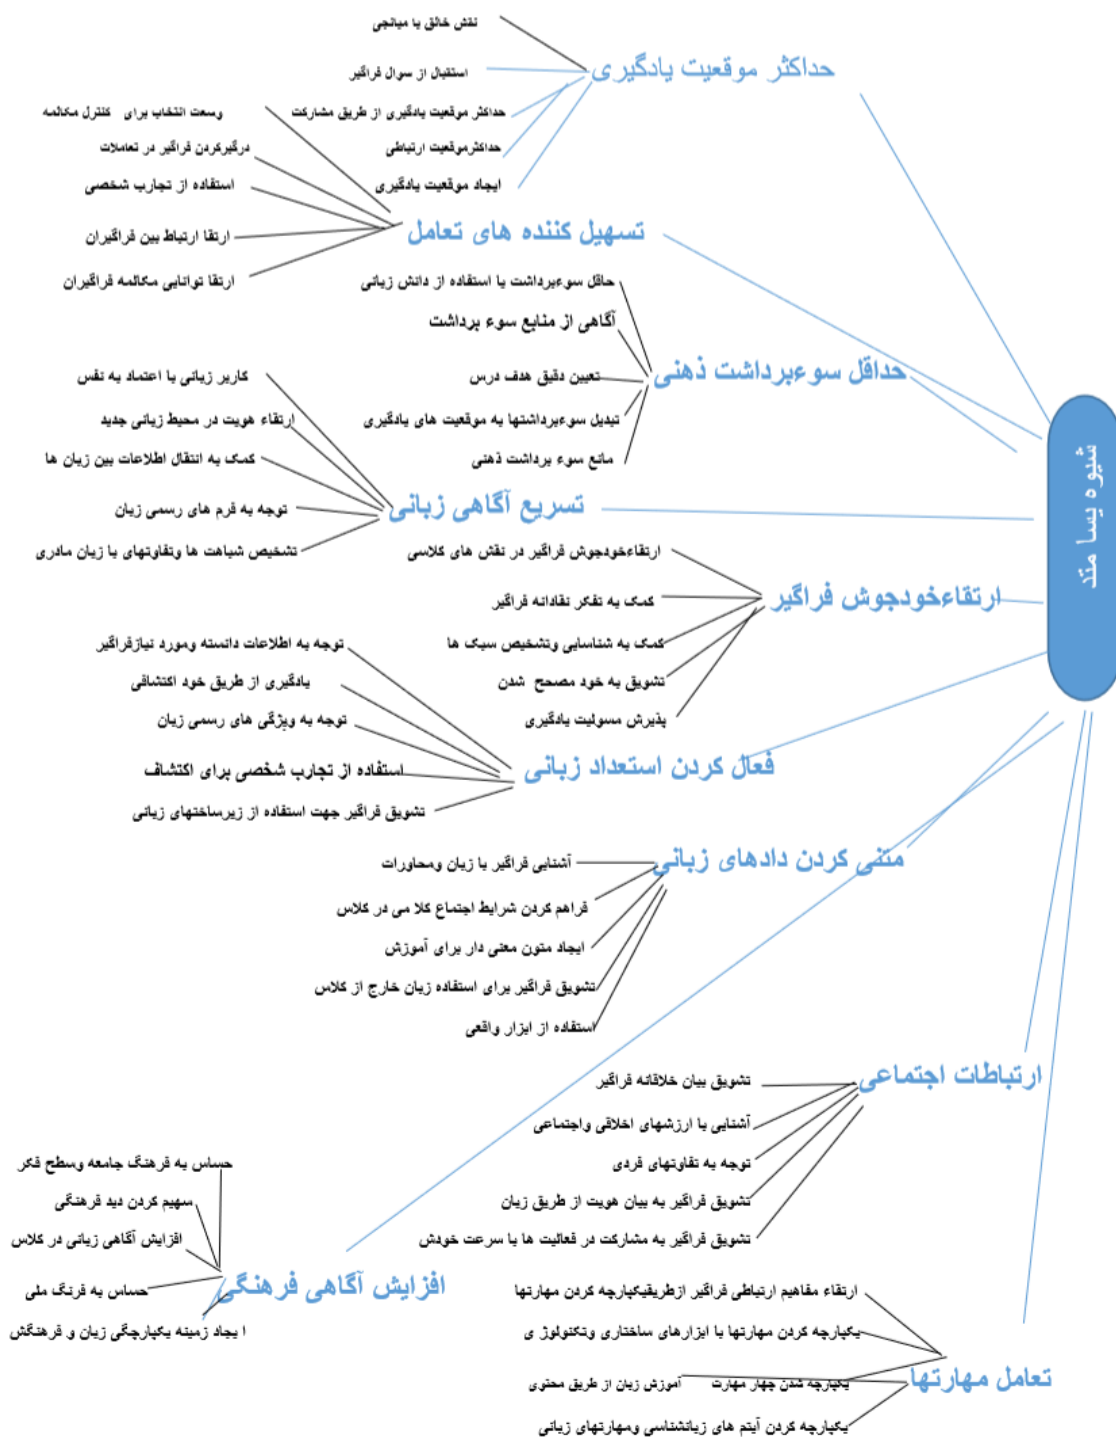 شیوه پسا متد
حداکثر موقعیت یادگیری
نقش خالق یا میانجی
استقبال از سوال فراگیر
حداکثر موقعیت یادگیری از طریق مشارکت
حداکثرموقعیت ارتباطی
ایجاد موقعیت یادگیری
تسهیل کننده های تعامل
وسعت انتخاب برای کنترل مکالمه
درگیرکردن فراگیر در تعاملات
استفاده از تجارب شخصی
ارتقا ارتباط بین فراگیران
ارتقا توانایی مکالمه فراگیران
حداقل سوءبرداشت ذهنی
حاقل سوءبرداشت با استفاده از دانش زبانی
آگاهی از منابع سوء برداشت
تعیین دقیق هدف درس
تبدیل سوءبرداشتها به موقعیت های یادگیری
مانع سوء برداشت ذهنی
تسریع آگاهی زبانی
کاربر زبانی با اعتماد به نفس
ارتقاء هویت در محیط زبانی جدید
کمک به انتقال اطلاعات بین زبان ها
توجه به فرم های رسمی زبان
تشخیص شباهت ها وتفاوتهای با زبان مادری
ارتقاءخودجوش فراگیر
ارتقاءخودجوش فراگیر در نقش های کلاسی
کمک به تفکر نقادانه فراگیر
کمک به شناسایی وتشخیص سبک ها
تشویق به خود مصحح شدن
پذیرش مسولیت یادگیری
فعال کردن استعداد زبانی
توجه به اطلاعات دانسته ومورد نیازفراگیر
یادگیری از طریق خود اکتشافی
توجه به ویژگی های رسمی زبان
استفاده از تجارب شخصی برای اکتشاف
تشویق فراگیر جهت استفاده از زیرساختهای زبانی
متنی کردن دادهای زبانی
آشنایی فراگیر با زبان ومحاورات
فراهم کردن شرایط اجتماع کلا می در کلاس
ایجاد متون معنی دار برای آموزش
تشویق فراگیر برای استفاده زبان خارج از کلاس
استفاده از ابزار واقعی
ارتباطات اجتماعی
تشویق بیان خلاقانه فراگیر
آشنایی با ارزشهای اخلاقی واجتماعی
توجه به تفاوتهای فردی
تشویق فراگیر به بیان هویت از طریق زبان
تشویق فراگیر به مشارکت در فعالیت ها با سرعت خودش
افزایش آگاهی فرهنگی
حساس به فرهنگ جامعه وسطح فکر
سهیم کردن دید فرهنگی
افزایش آگاهی زبانی در کلاس
حساس به فرنگ ملی
ا یجاد زمینه یکپارچگی زبان و فرهنگش
تعامل مهارتها
ارتقاء مفاهیم ارتباطی فراگیر ازطریقیکپارچه کردن مهارتها
یکپارچه کردن مهارتها با ابزارهای ساختاری وتکنولوژ ی
یکپارچه شدن چهار مهارت آموزش زبان از طریق محتوی
یکپارچه کردن آیتم های زبانشناسی ومهارتهای زبانی